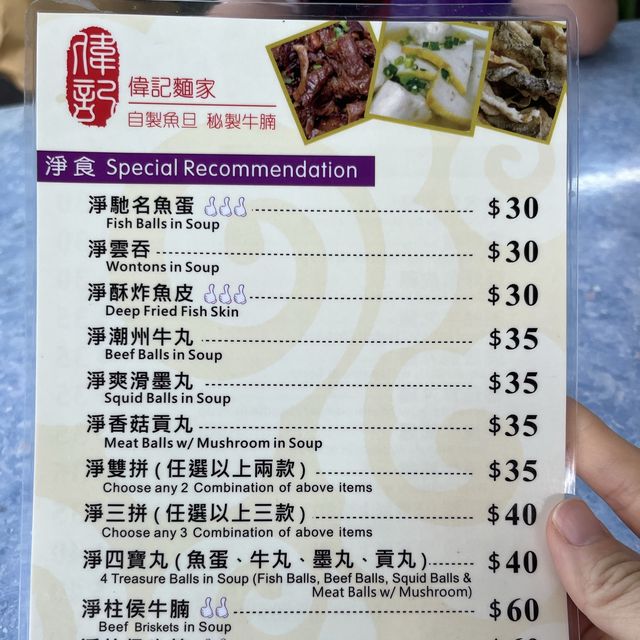 偉記
偉記麵家
自製魚旦 秘製牛腩
淨食 Special Recommendation
淨馳名魚蛋 $30
Fish Balls in Soup
淨雲吞 $30
Wontons in Soup
淨酥炸魚皮 $30
Deep Fried Fish Skin
淨潮州牛丸 $35
Beef Balls in Soup
淨爽滑墨丸 $35
Squid Balls in Soup
淨香菇貢丸 $35
Meat Balls w/ Mushroom in Soup
淨雙拼 (任選以上兩款) $35
Choose any 2 Combination of above items
淨三拼 (任選以上三款) $40
Choose any 3 Combination of above items
淨四寶丸 (魚蛋、牛丸、墨丸、貢丸) $40
4 Treasure Balls in Soup (Fish Balls, Beef Balls, Squid Balls &
Meat Balls w/ Mushroom)
淨柱侯牛腩 $60
Beef Briskets in Soup